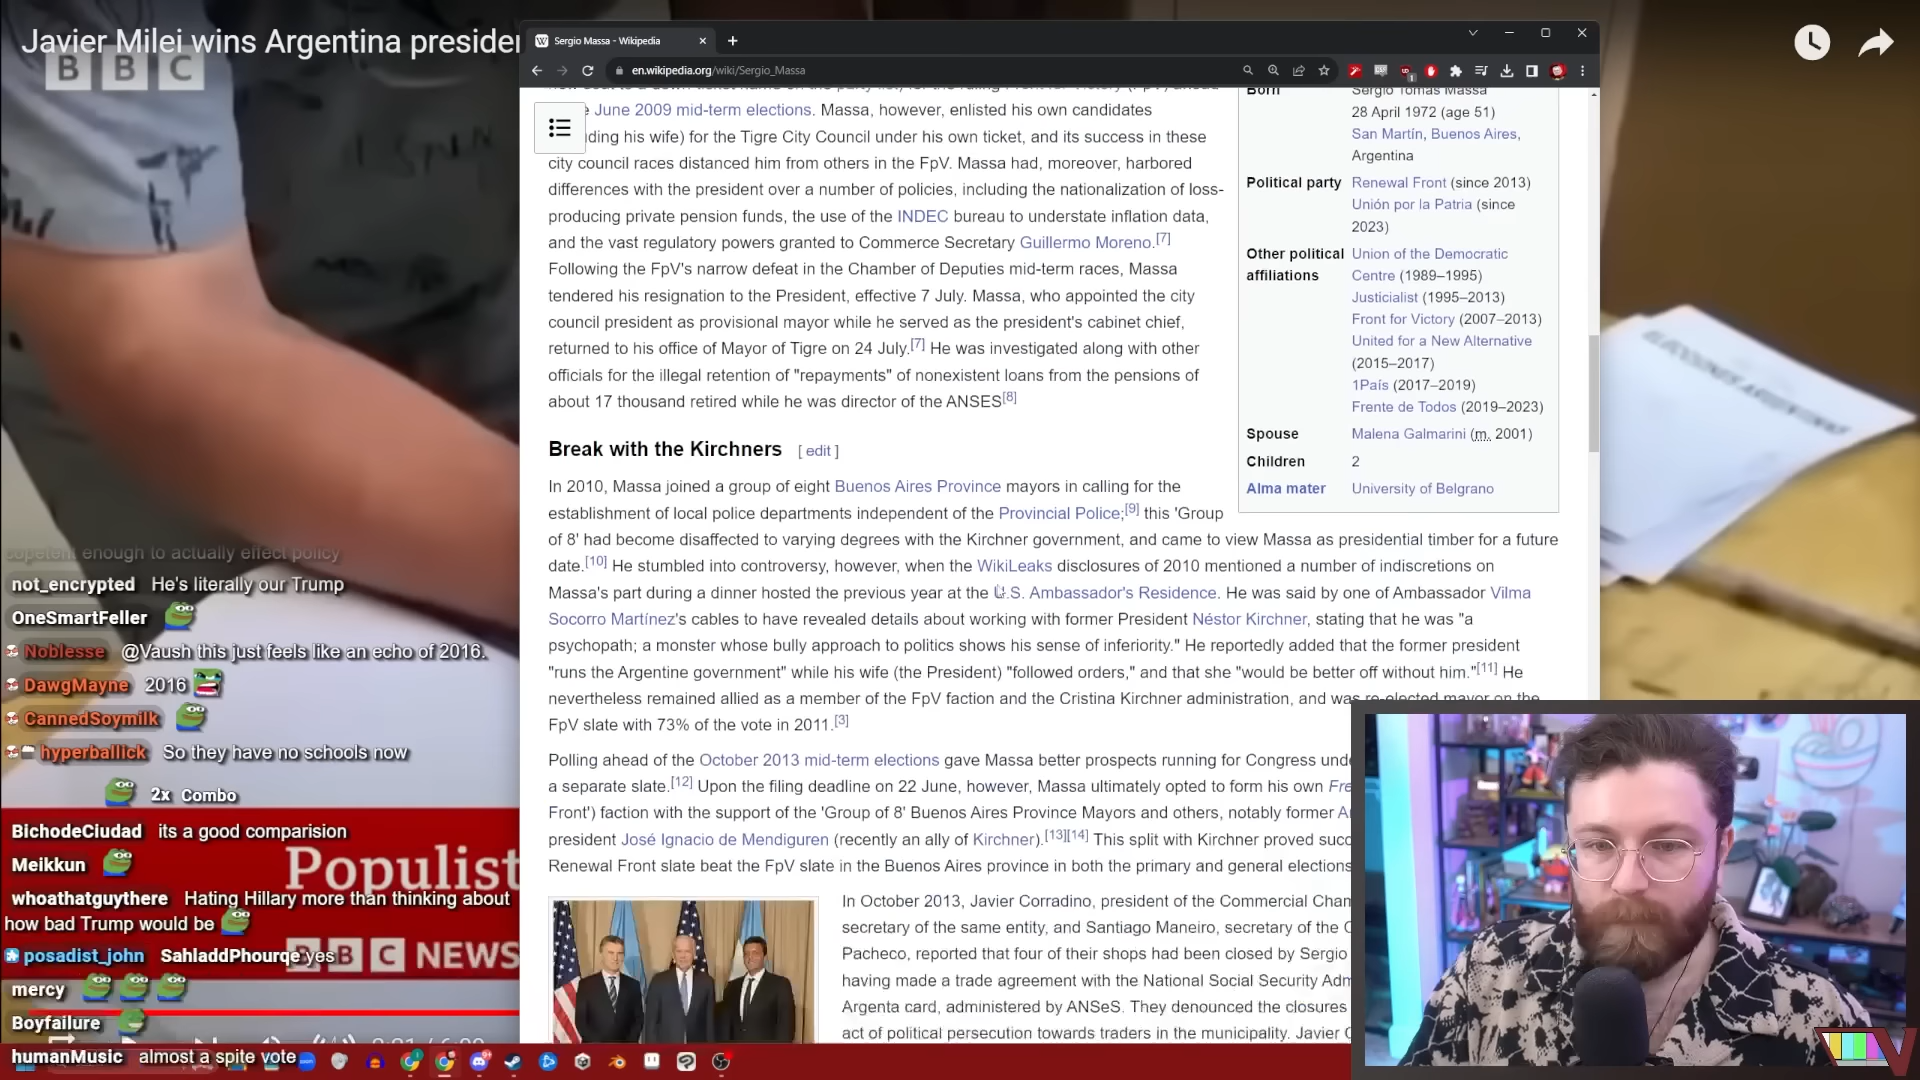 Javier Milei wins Argentina presiden
BBC
Sergio Massa - Wikipedia
en.wikipedia.org/wiki/Sergio_Massa
June 2009 mid-term elections. Massa, however, enlisted his own candidates
uding his wife) for the Tigre City Council under his own ticket, and its success in these
city council races distanced him from others in the FpV. Massa had, moreover, harbored
differences with the president over a number of policies, including the nationalization of loss-
producing private pension funds, the use of the INDEC bureau to understate inflation data,
and the vast regulatory powers granted to Commerce Secretary Guillermo Moreno.[7]
Following the FpV's narrow defeat in the Chamber of Deputies mid-term races, Massa
tendered his resignation to the President, effective 7 July. Massa, who appointed the city
council president as provisional mayor while he served as the president's cabinet chief,
returned to his office of Mayor of Tigre on 24 July.[7] He was investigated along with other
officials for the illegal retention of "repayments" of nonexistent loans from the pensions of
about 17 thousand retired while he was director of the ANSES[8]
Born Sergio Tomás Massa
28 April 1972 (age 51)
San Martín, Buenos Aires,
Argentina
Political party Renewal Front (since 2013)
Unión por la Patria (since
2023)
Other political Union of the Democratic
affiliations Centre (1989–1995)
Justicialist (1995–2013)
Front for Victory (2007–2013)
United for a New Alternative
(2015–2017)
1País (2017–2019)
Frente de Todos (2019–2023)
Spouse Malena Galmarini (m. 2001)
Children 2
Alma mater University of Belgrano
Break with the Kirchners [ edit ]
In 2010, Massa joined a group of eight Buenos Aires Province mayors in calling for the
establishment of local police departments independent of the Provincial Police;[9] this 'Group
of 8' had become disaffected to varying degrees with the Kirchner government, and came to view Massa as presidential timber for a future
date.[10] He stumbled into controversy, however, when the WikiLeaks disclosures of 2010 mentioned a number of indiscretions on
Massa's part during a dinner hosted the previous year at the U.S. Ambassador's Residence. He was said by one of Ambassador Vilma
Socorro Martínez's cables to have revealed details about working with former President Néstor Kirchner, stating that he was "a
psychopath; a monster whose bully approach to politics shows his sense of inferiority." He reportedly added that the former president
"runs the Argentine government" while his wife (the President) "followed orders," and that she "would be better off without him."[11] He
nevertheless remained allied as a member of the FpV faction and the Cristina Kirchner administration, and was re-elected mayor on the
FpV slate with 73% of the vote in 2011.[3]
Polling ahead of the October 2013 mid-term elections gave Massa better prospects running for Congress unde
a separate slate.[12] Upon the filing deadline on 22 June, however, Massa ultimately opted to form his own Fre
Front') faction with the support of the 'Group of 8' Buenos Aires Province Mayors and others, notably former A
president José Ignacio de Mendiguren (recently an ally of Kirchner).[13][14] This split with Kirchner proved succ
Renewal Front slate beat the FpV slate in the Buenos Aires province in both the primary and general elections
In October 2013, Javier Corradino, president of the Commercial Cham
secretary of the same entity, and Santiago Maneiro, secretary of the C
Pacheco, reported that four of their shops had been closed by Sergio
having made a trade agreement with the National Social Security Adm
Argenta card, administered by ANSeS. They denounced the closures
act of political persecution towards traders in the municipality. Javier C
enough to actually effect policy
not_encrypted He's literally our Trump
OneSmartFeller
Noblesse @Vaush this just feels like an echo of 2016.
DawgMayne 2016
CannedSoymilk
hyperballick So they have no schools now
2x Combo
BichodeCiudad its a good comparision
Meikkun
whoathatguythere Hating Hillary more than thinking about
how bad Trump would be
posadist_john SahladdPhourqe yes
mercy
Boyfailure
humanMusic almost a spite vote
Populist
BBC NEWS